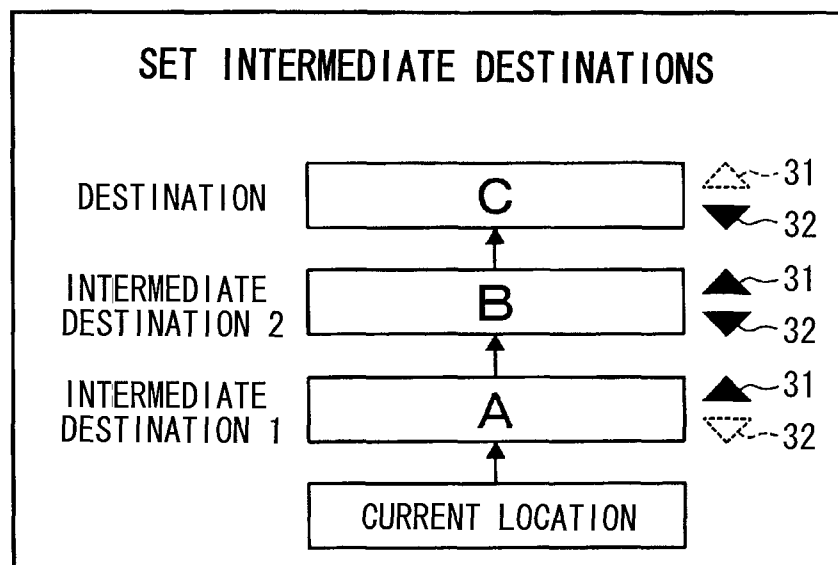 SET INTERMEDIATE DESTINATIONS
DESTINATION
C
31
32
INTERMEDIATE
DESTINATION 2
B
31
32
INTERMEDIATE
DESTINATION 1
A
31
32
CURRENT LOCATION